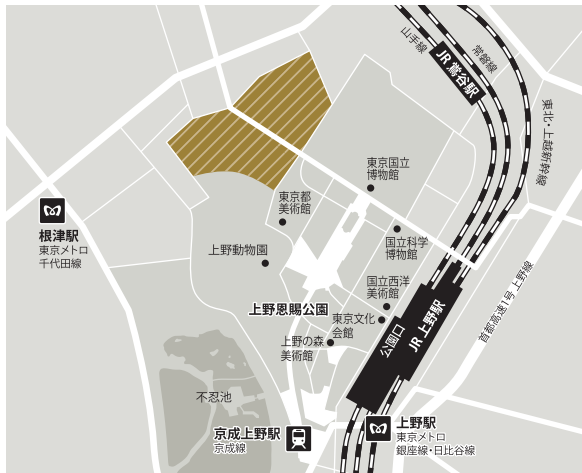 山手線
常磐線
JR 鶯谷駅
東北・上越新幹線
東京国立
博物館
東京都
美術館
根津駅
東京メトロ
千代田線
国立科学
博物館
上野動物園
国立西洋
美術館
上野恩賜公園
東京文化
会館
上野の森
美術館
公園口
JR 上野駅
首都高速1号 上野線
不忍池
京成上野駅
京成線
上野駅
東京メトロ
銀座線・日比谷線